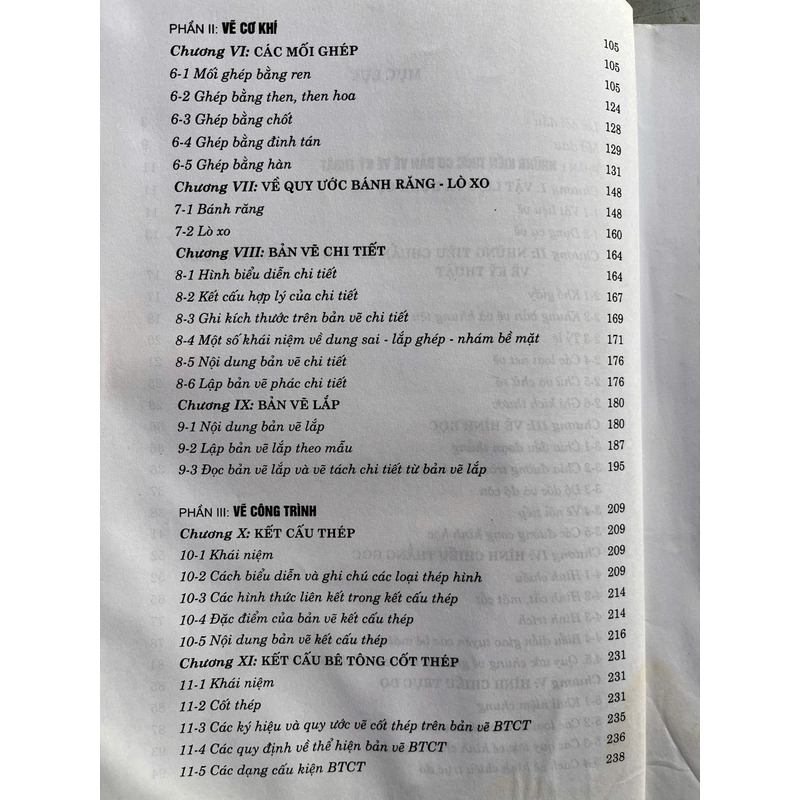 PHẦN II: VẼ CƠ KHÍ 105
Chương VI: CÁC MỐI GHÉP 105
6-1 Mối ghép bằng ren 105
6-2 Ghép bằng then, then hoa 124
6-3 Ghép bằng chốt 128
6-4 Ghép bằng đinh tán 129
6-5 Ghép bằng hàn 131
Chương VII: VẼ QUY ƯỚC BÁNH RĂNG - LÒ XO 148
7-1 Bánh răng 148
7-2 Lò xo 160
Chương VIII: BẢN VẼ CHI TIẾT 164
8-1 Hình biểu diễn chi tiết 164
8-2 Kết cấu hợp lý của chi tiết 167
8-3 Ghi kích thước trên bản vẽ chi tiết 169
8-4 Một số khái niệm về dung sai - lắp ghép - nhám bề mặt 171
8-5 Nội dung bản vẽ chi tiết 176
8-6 Lập bản vẽ phác chi tiết 176
Chương IX: BẢN VẼ LẮP 180
9-1 Nội dung bản vẽ lắp 180
9-2 Lập bản vẽ lắp theo mẫu 187
9-3 Đọc bản vẽ lắp và vẽ tách chi tiết từ bản vẽ lắp 195
PHẦN III: VẼ CÔNG TRÌNH 209
Chương X: KẾT CẤU THÉP 209
10-1 Khái niệm 209
10-2 Cách biểu diễn và ghi chú các loại thép hình 209
10-3 Các hình thức liên kết trong kết cấu thép 214
10-4 Đặc điểm của bản vẽ kết cấu thép 214
10-5 Nội dung bản vẽ kết cấu thép 216
Chương XI: KẾT CẤU BÊ TÔNG CỐT THÉP 231
11-1 Khái niệm 231
11-2 Cốt thép 231
11-3 Các ký hiệu và quy ước vẽ cốt thép trên bản vẽ BTCT 235
11-4 Các quy định về thể hiện bản vẽ BTCT 236
11-5 Các dạng cấu kiện BTCT 238